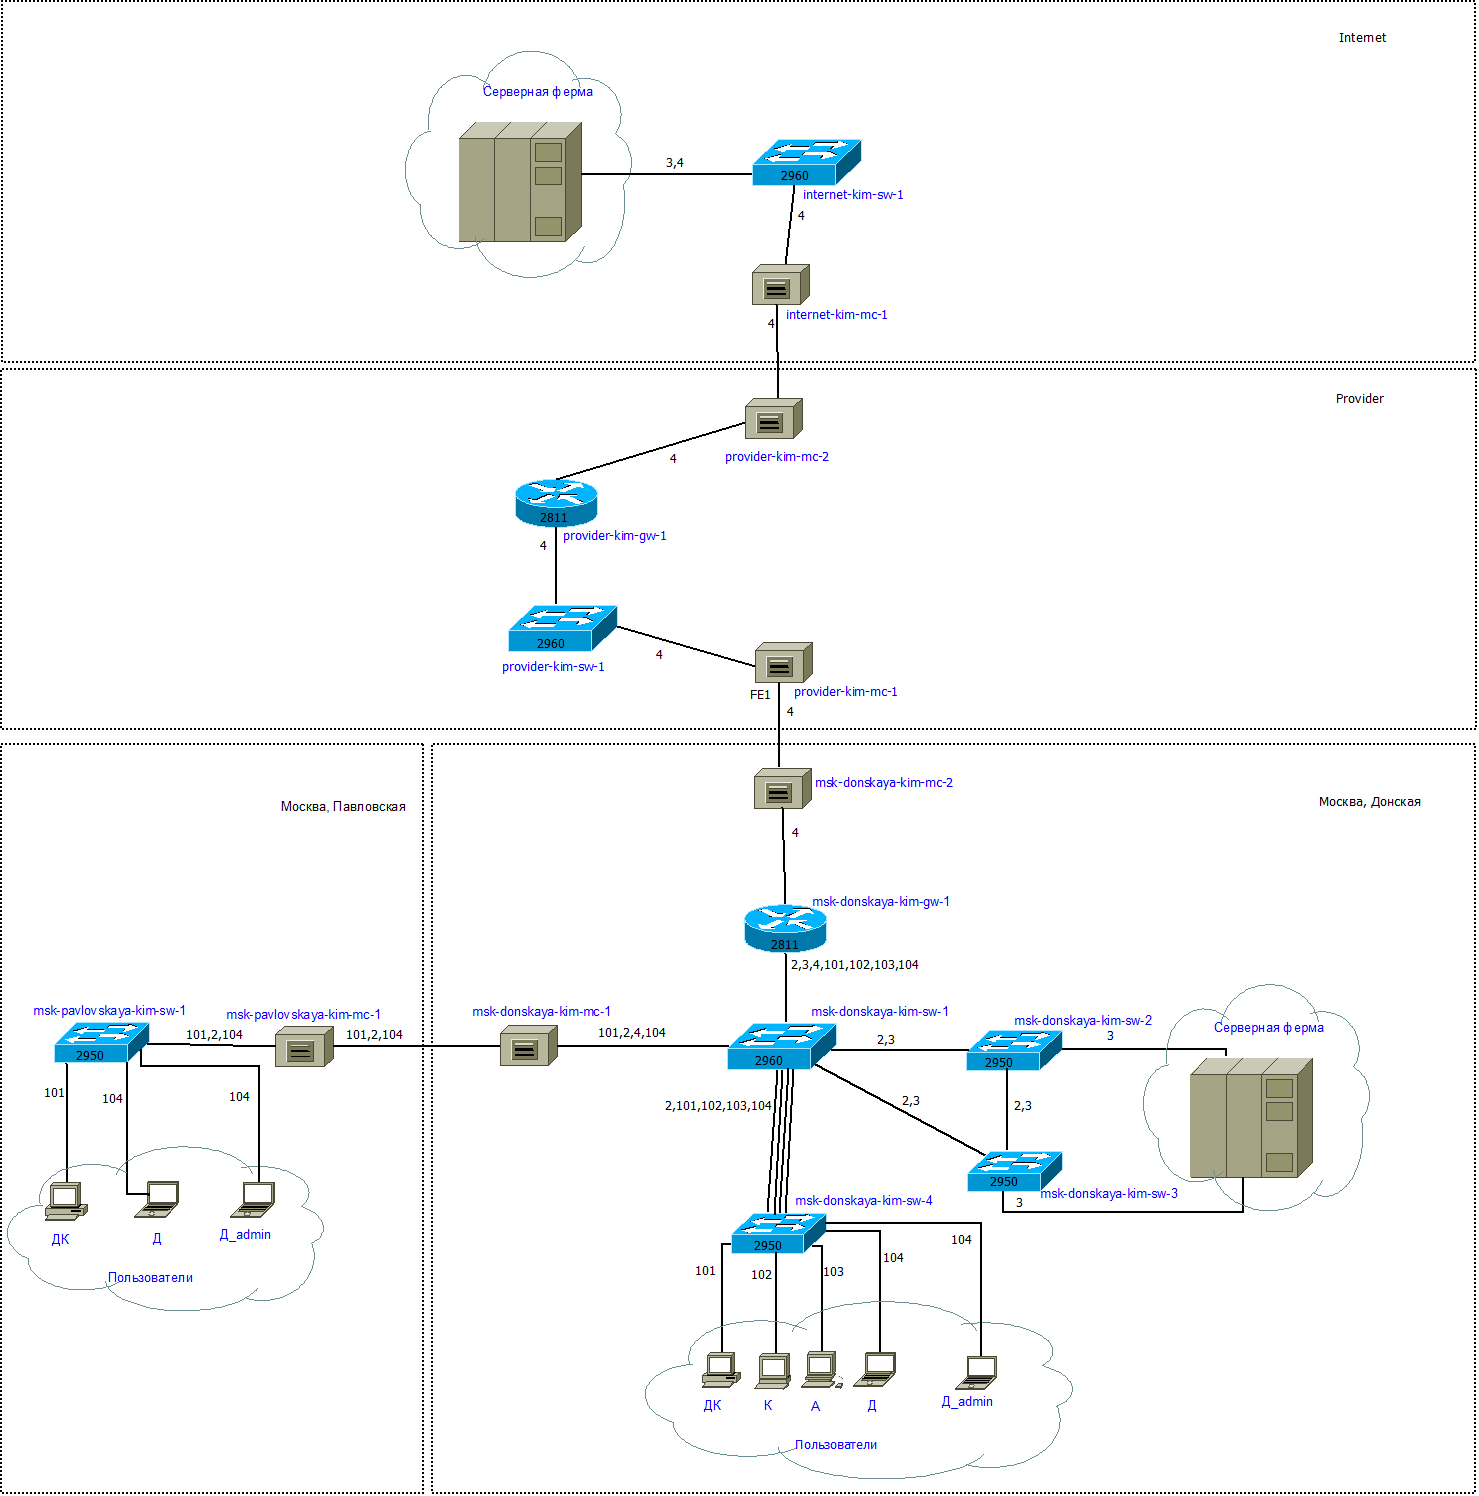 Internet
Серверная ферма
3,4
2960
internet-kim-sw-1
4
internet-kim-mc-1
4
Provider
provider-kim-mc-2
4
2811
provider-kim-gw-1
4
2960
provider-kim-sw-1
4
FE1
provider-kim-mc-1
4
Москва, Павловская
msk-pavlovskaya-kim-sw-1
2950
101,2,104
msk-pavlovskaya-kim-mc-1
101,2,104
101
104
104
ДК
Д
Д_admin
Пользователи
Москва, Донская
msk-donskaya-kim-mc-2
4
msk-donskaya-kim-gw-1
2811
2,3,4,101,102,103,104
msk-donskaya-kim-mc-1
101,2,4,104
msk-donskaya-kim-sw-1
2960
2,3
msk-donskaya-kim-sw-2
2950
3
Серверная ферма
2,101,102,103,104
2,3
2,3
2950
msk-donskaya-kim-sw-3
3
msk-donskaya-kim-sw-4
2950
101
102
103
104
104
ДК
К
А
Д
Д_admin
Пользователи